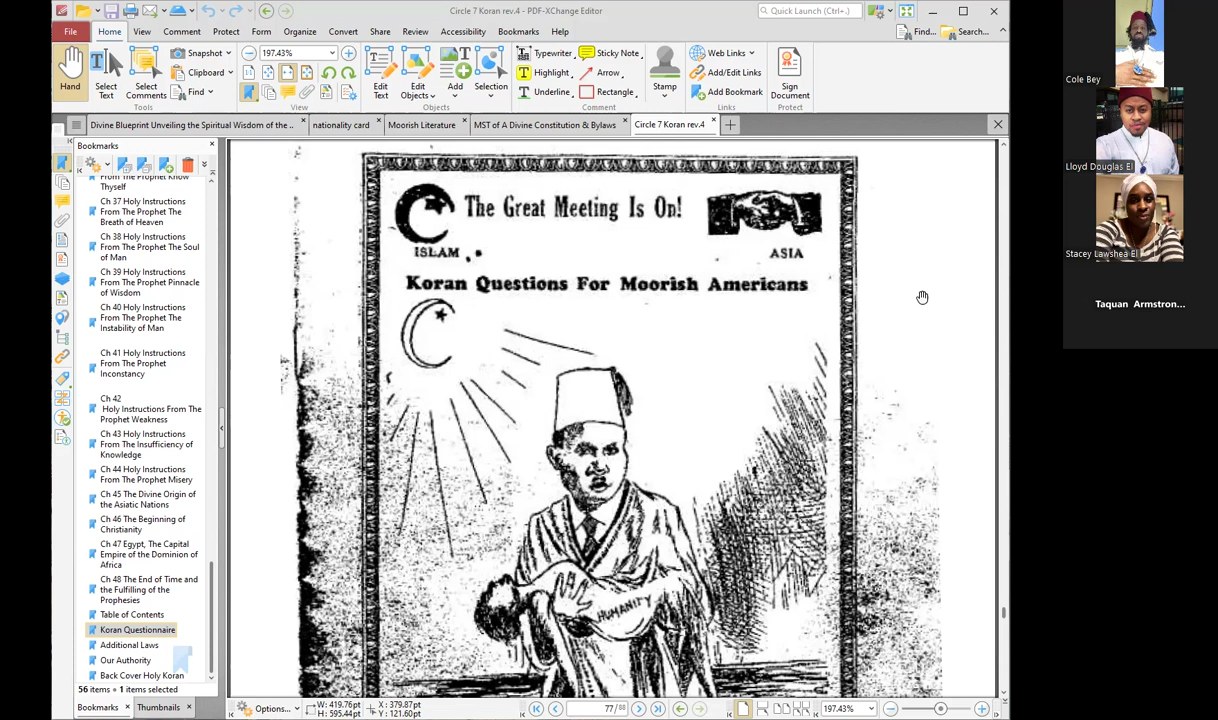 Circle 7 Koran rev.4 - PDF-XChange Editor
Quick Launch (Ctrl+.)
File
Home
View
Comment
Protect
Form
Organize
Convert
Share
Review
Accessibility
Bookmarks
Help
Find...
Search...
Hand
Select Text
Select Comments
Snapshot
Clipboard
Find
Tools
197.43%
View
Edit Text
Edit Objects
Add
Selection
Objects
Typewriter
Highlight
Underline
Sticky Note
Arrow
Rectangle
Stamp
Comment
Web Links
Add/Edit Links
Add Bookmark
Links
Sign Document
Protect
Divine Blueprint Unveiling the Spiritual Wisdom of the ..
nationality card
Moorish Literature
MST of A Divine Constitution & Bylaws
Circle 7 Koran rev.4
Bookmarks
From The Prophet Know
Thyself
Ch 37 Holy Instructions
From The Prophet The
Breath of Heaven
Ch 38 Holy Instructions
From The Prophet The Soul
of Man
Ch 39 Holy Instructions
From The Prophet Pinnacle
of Wisdom
Ch 40 Holy Instructions
From The Prophet The
Instability of Man
Ch 41 Holy Instructions
From The Prophet
Inconstancy
Ch 42
Holy Instructions From The
Prophet Weakness
Ch 43 Holy Instructions
From The Insufficiency of
Knowledge
Ch 44 Holy Instructions
From The Prophet Misery
Ch 45 The Divine Origin of
the Asiatic Nations
Ch 46 The Beginning of
Christianity
Ch 47 Egypt, The Capital
Empire of the Dominion of
Africa
Ch 48 The End of Time and
the Fulfilling of the
Prophesies
Table of Contents
Koran Questionnaire
Additional Laws
Our Authority
Back Cover Holy Koran
56 items • 1 items selected
Bookmarks
Thumbnails
The Great Meeting Is On!
ISLAM
ASIA
Koran Questions For Moorish Americans
HUMANITY
Options...
W: 419.76pt
H: 595.44pt
X: 379.87pt
Y: 121.60pt
77 / 88
197.43%
Cole Bey
Lloyd Douglas El
Stacey Lawshea El
Taquan Armstron...